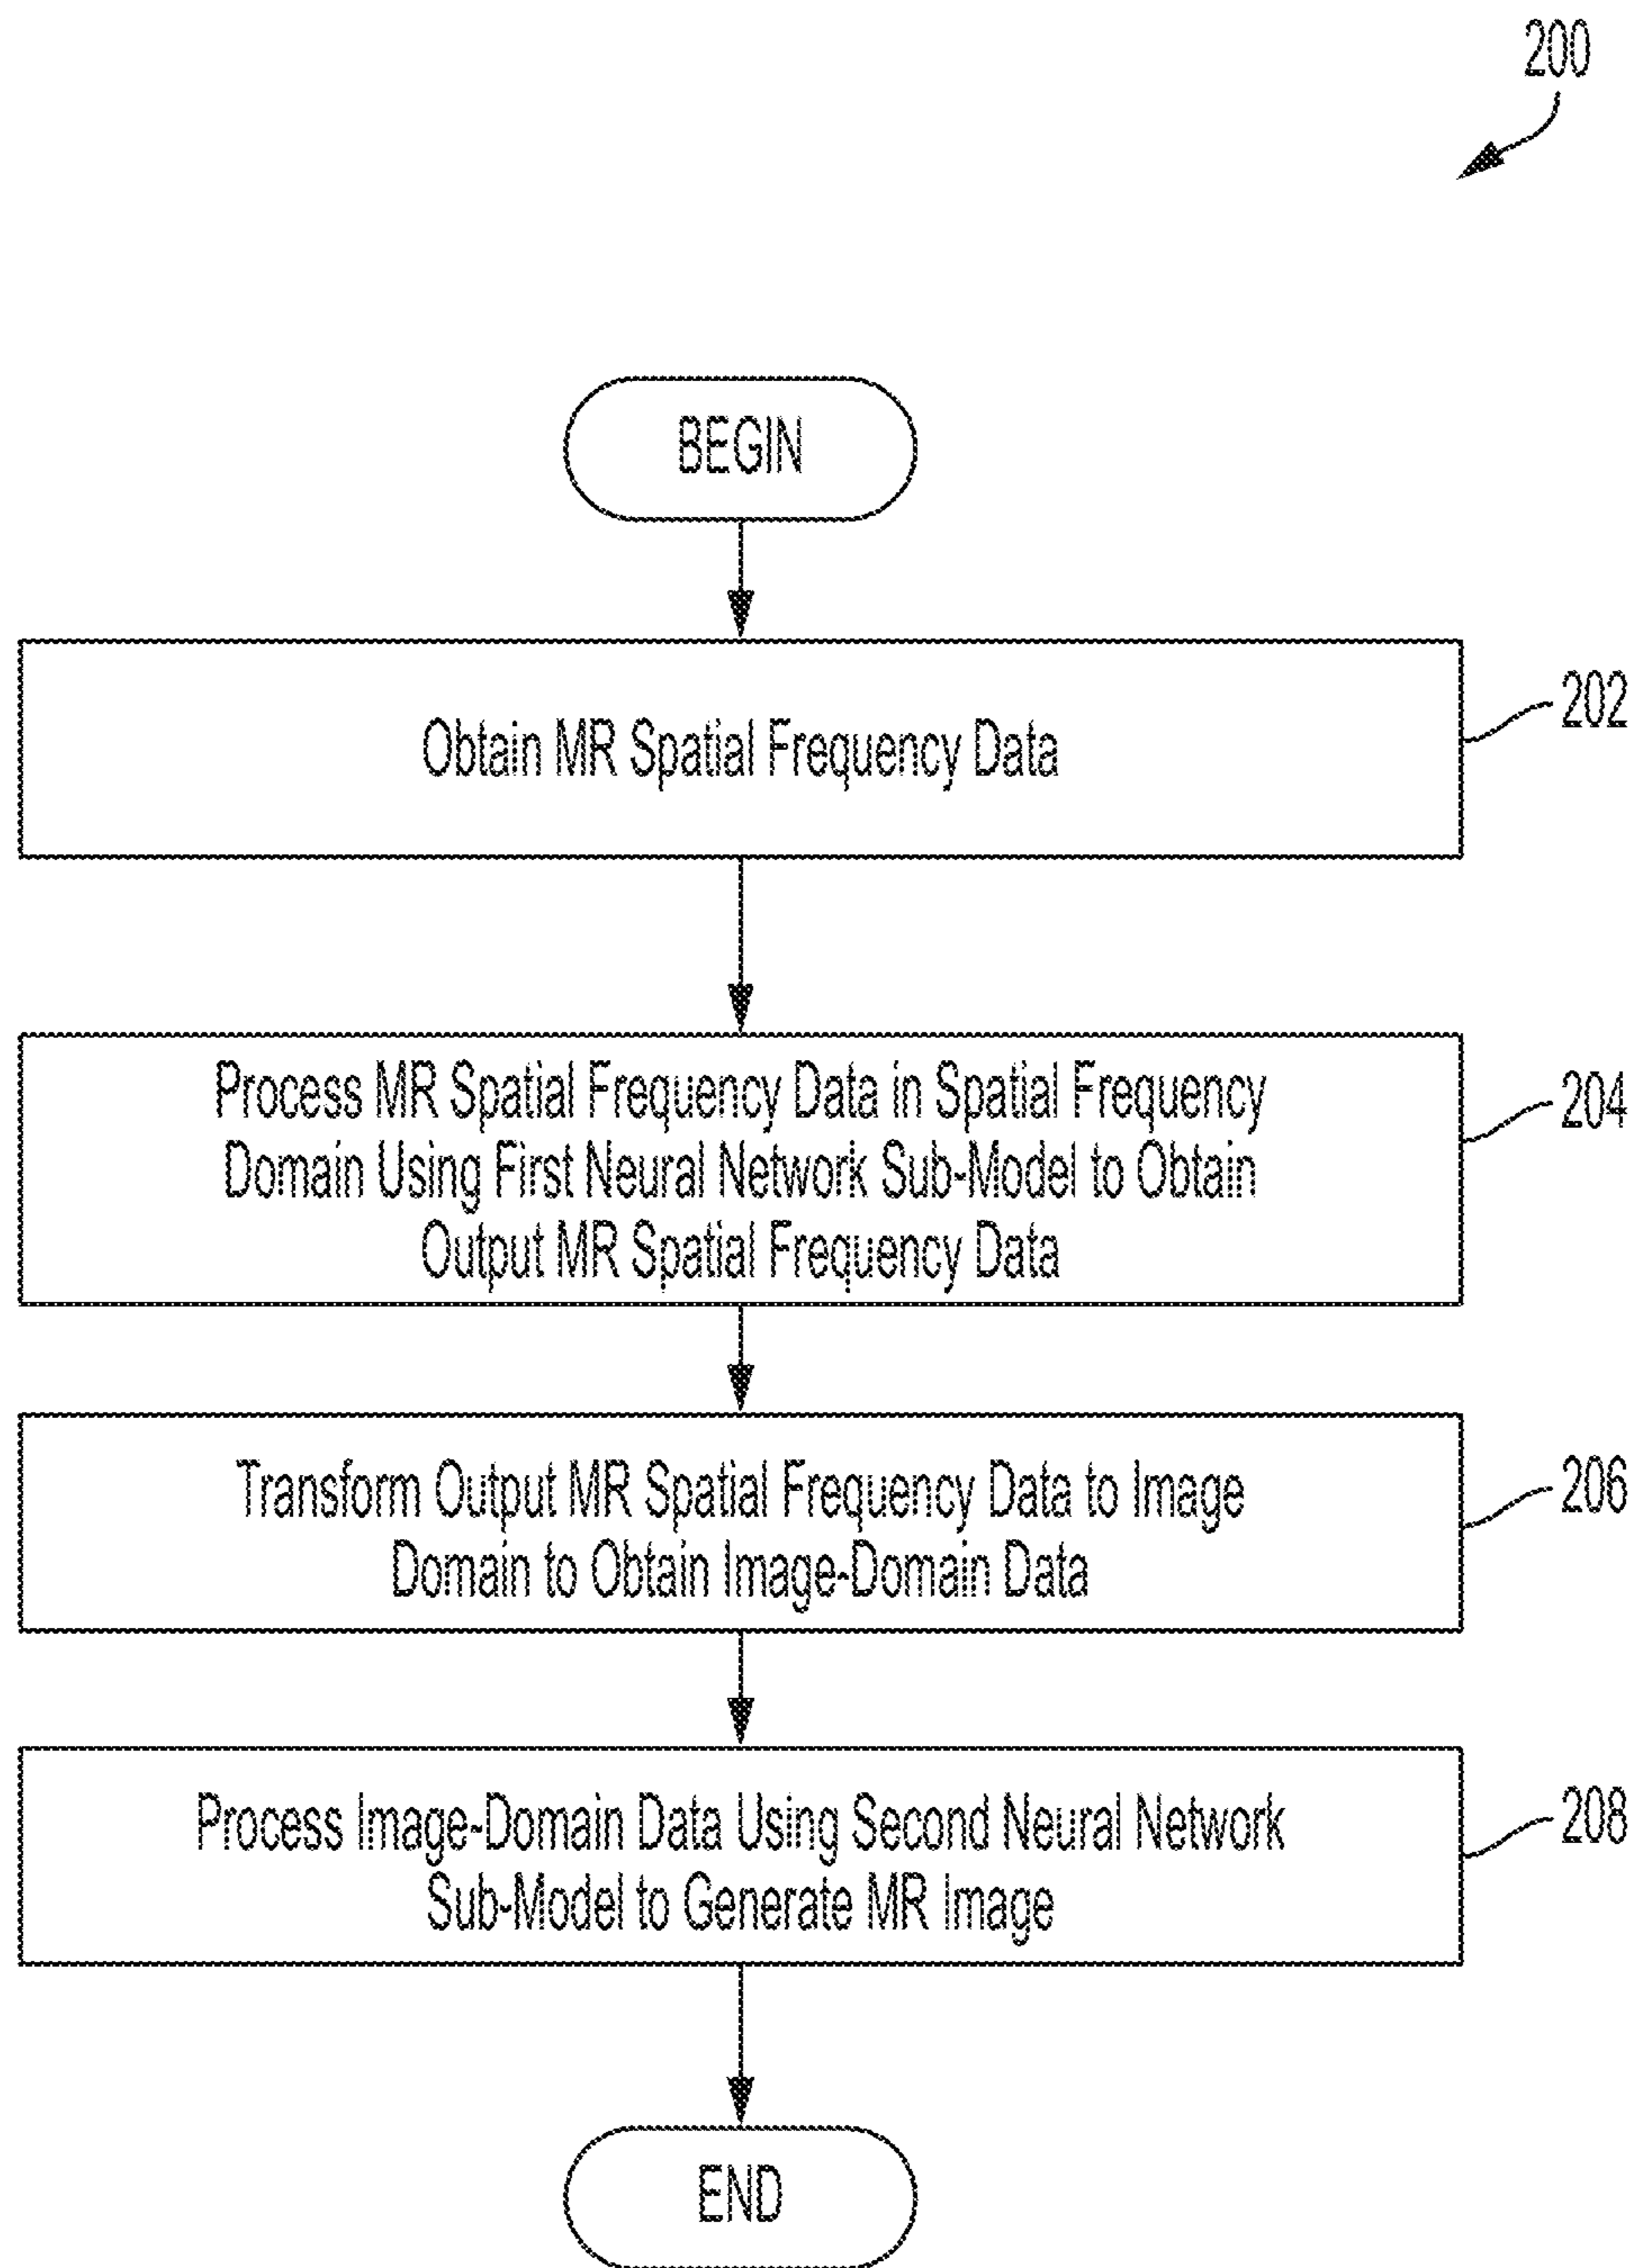 200
BEGIN
Obtain MR Spatial Frequency Data
202
Process MR Spatial Frequency Data in Spatial Frequency
Domain Using First Neural Network Sub-Model to Obtain
Output MR Spatial Frequency Data
204
Transform Output MR Spatial Frequency Data to Image
Domain to Obtain Image-Domain Data
206
Process Image-Domain Data Using Second Neural Network
Sub-Model to Generate MR Image
208
END